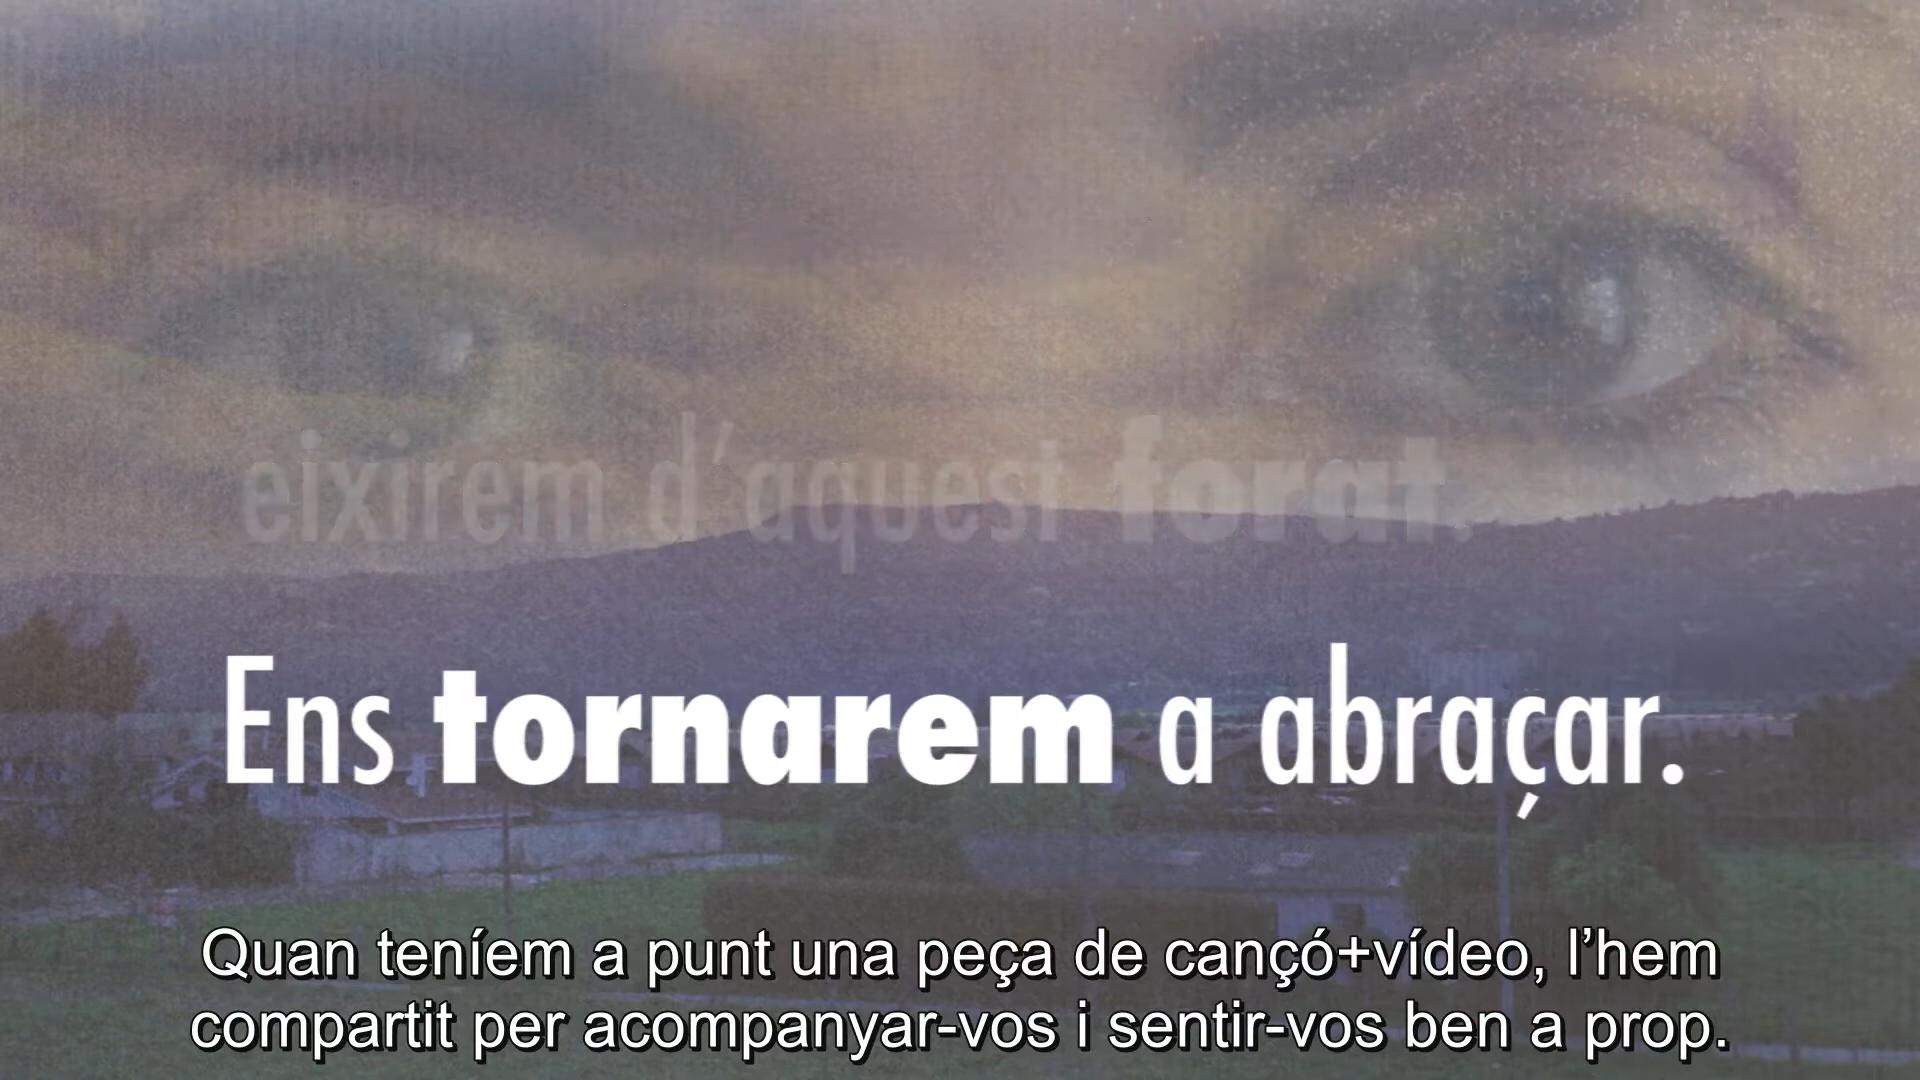 eixirem d'aquest forat.
Ens tornarem a abraçar.
Quan teníem a punt una peça de cançó+vídeo, l’hem
compartit per acompanyar-vos i sentir-vos ben a prop.